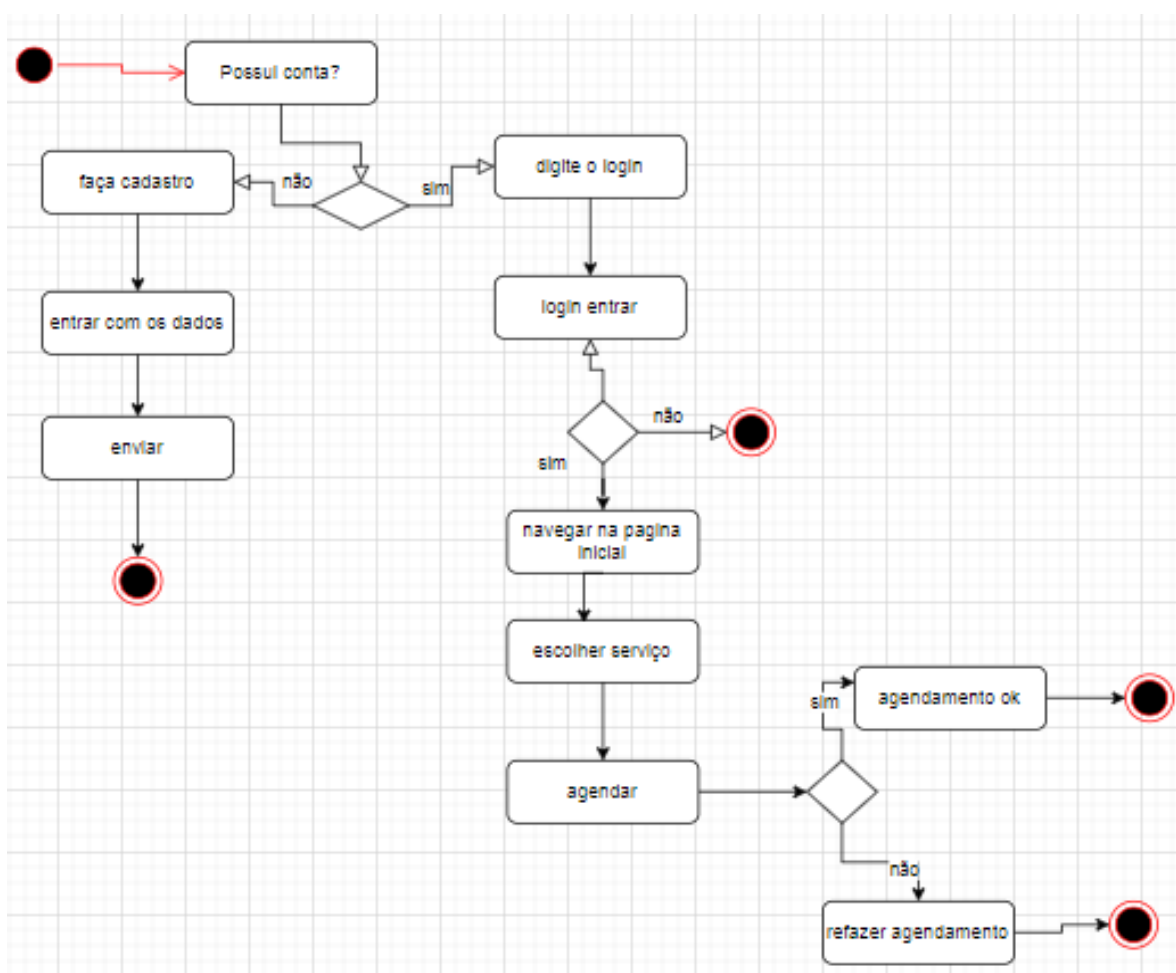 Possui conta?
faça cadastro
não
sim
digite o login
entrar com os dados
login entrar
enviar
não
sim
navegar na pagina
inicial
escolher serviço
agendar
sim
agendamento ok
não
refazer agendamento